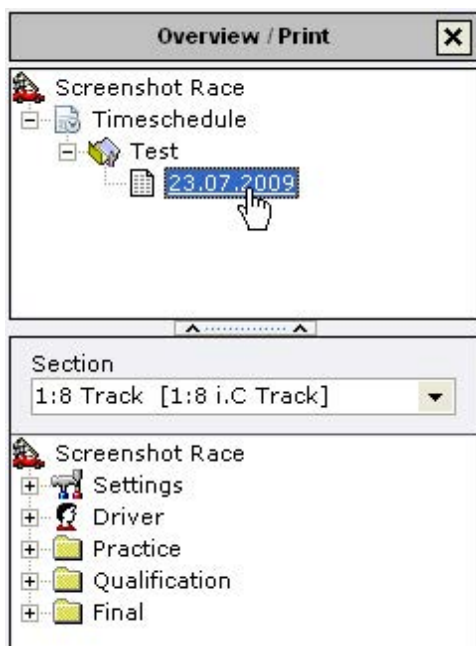 Overview / Print
Screenshot Race
Timeschedule
Test
23.07.2009
Section
1:8 Track [1:8 i.C Track]
Screenshot Race
Settings
Driver
Practice
Qualification
Final